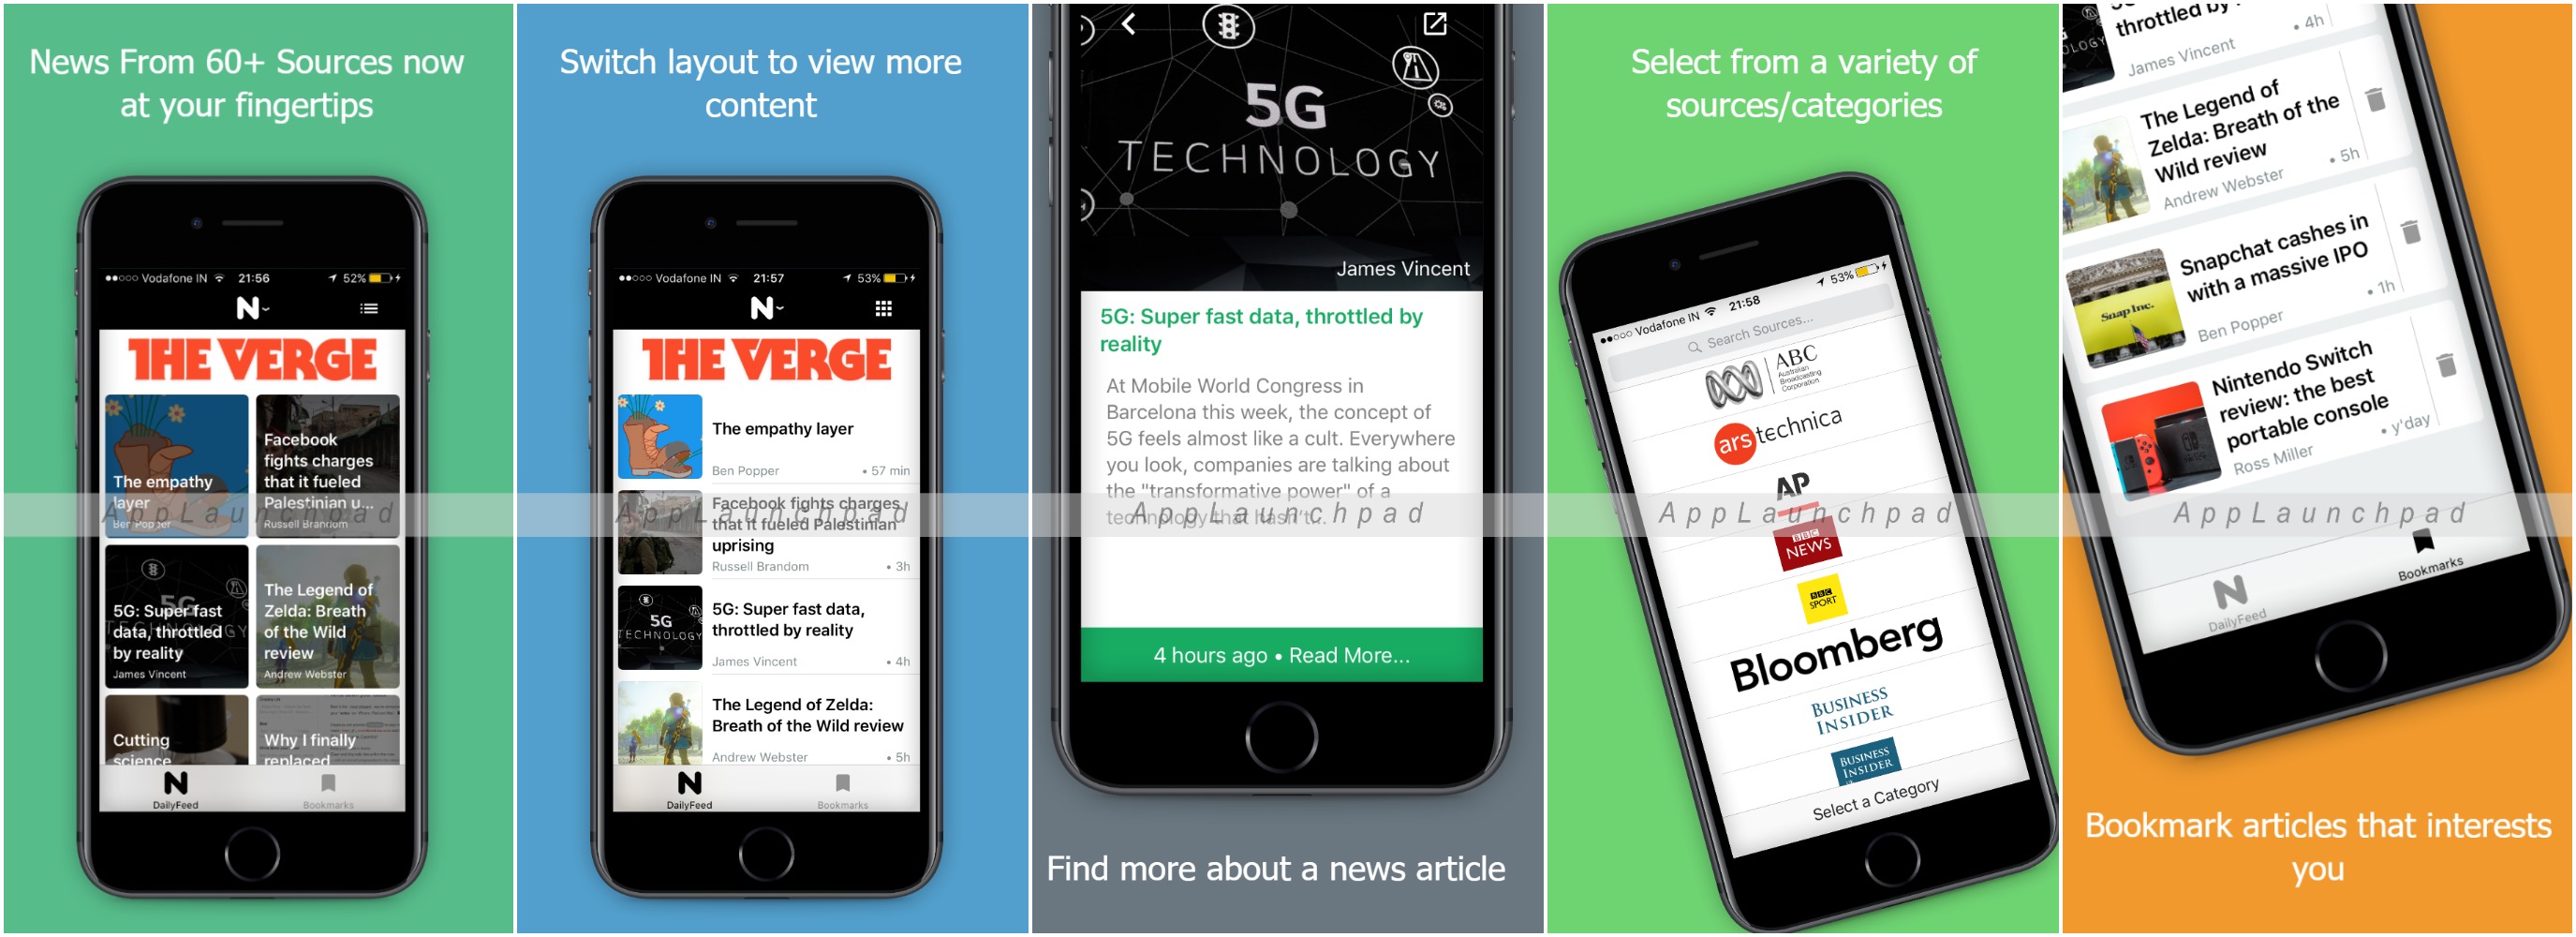 News From 60+ Sources now
at your fingertips
Vodafone IN 21:56 52%
N
THE VERGE
The empathy
layer
Ben Popper
Facebook
fights charges
that it fueled
Palestinian u...
Russell Brandom
5G
TECHNOLOGY
5G: Super fast
data, throttled
by reality
James Vincent
The Legend of
Zelda: Breath
of the Wild
review
Andrew Webster
Cutting
science
Why I finally
replaced
N
DailyFeed
Bookmarks
AppLaunchpad
Switch layout to view more
content
Vodafone IN 21:57 53%
N
THE VERGE
The empathy layer
Ben Popper • 57 min
Facebook fights charges
that it fueled Palestinian
uprising
Russell Brandom • 3h
5G
TECHNOLOGY
5G: Super fast data,
throttled by reality
James Vincent • 4h
The Legend of Zelda:
Breath of the Wild review
Andrew Webster • 5h
N
DailyFeed
Bookmarks
AppLaunchpad
5G
TECHNOLOGY
James Vincent
5G: Super fast data, throttled by
reality
At Mobile World Congress in
Barcelona this week, the concept of
5G feels almost like a cult. Everywhere
you look, companies are talking about
the "transformative power" of a
technology that hasn't...
AppLaunchpad
4 hours ago • Read More...
Find more about a news article
Select from a variety of
sources/categories
Vodafone IN 21:58 53%
Search Sources...
ABC
Australian
Broadcasting
Corporation
ars technica
AP
BBC
NEWS
BBC
SPORT
Bloomberg
BUSINESS
INSIDER
BUSINESS
INSIDER
Select a Category
AppLaunchpad
throttled by
James Vincent • 4h
The Legend of
Zelda: Breath of the
Wild review
Andrew Webster • 5h
Snap Inc.
Snapchat cashes in
with a massive IPO
Ben Popper • 1h
Nintendo Switch
review: the best
portable console
Ross Miller • y'day
AppLaunchpad
N
DailyFeed
Bookmarks
Bookmark articles that interests
you